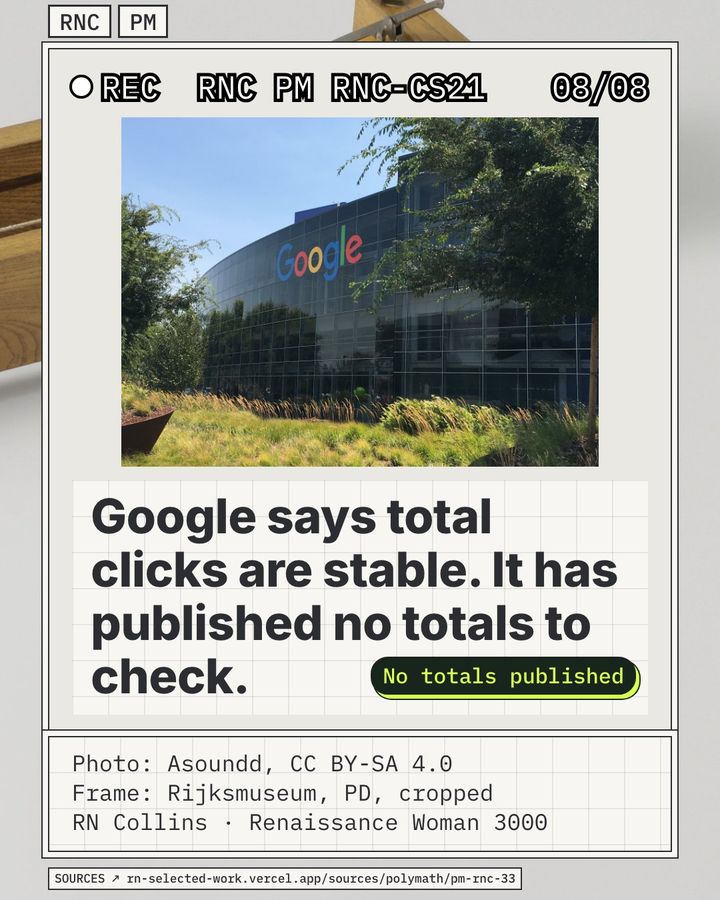 RNC PM
REC RNC PM RNC-CS21 08/08
Google
Google says total
clicks are stable. It has
published no totals to
check.
No totals published
Photo: Asoundd, CC BY-SA 4.0
Frame: Rijksmuseum, PD, cropped
RN Collins · Renaissance Woman 3000
SOURCES ↗ rn-selected-work.vercel.app/sources/polymath/pm-rnc-33